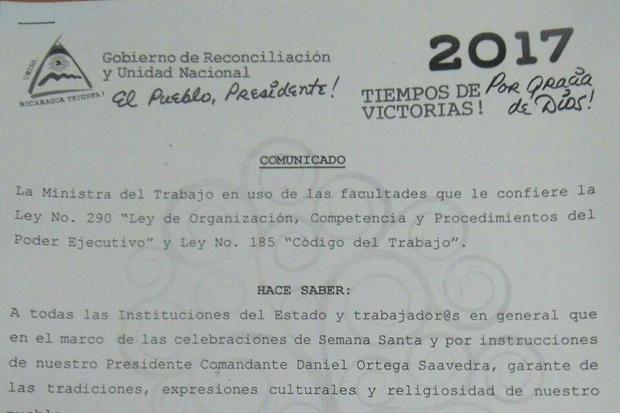 UNIDA
NICARAGUA TRIUNFA!
Gobierno de Reconciliación
y Unidad Nacional
El Pueblo, Presidente!
2017
TIEMPOS DE
VICTORIAS!
Por Gracia
de Dios!
COMUNICADO
La Ministra del Trabajo en uso de las facultades que le confiere la
Ley No. 290 "Ley de Organización, Competencia y Procedimientos del
Poder Ejecutivo" y Ley No. 185 "Código del Trabajo".
HACE SABER:
A todas las Instituciones del Estado y trabajador@s en general que
en el marco de las celebraciones de Semana Santa y por instrucciones
de nuestro Presidente Comandante Daniel Ortega Saavedra, garante de
las tradiciones, expresiones culturales y religiosidad de nuestro